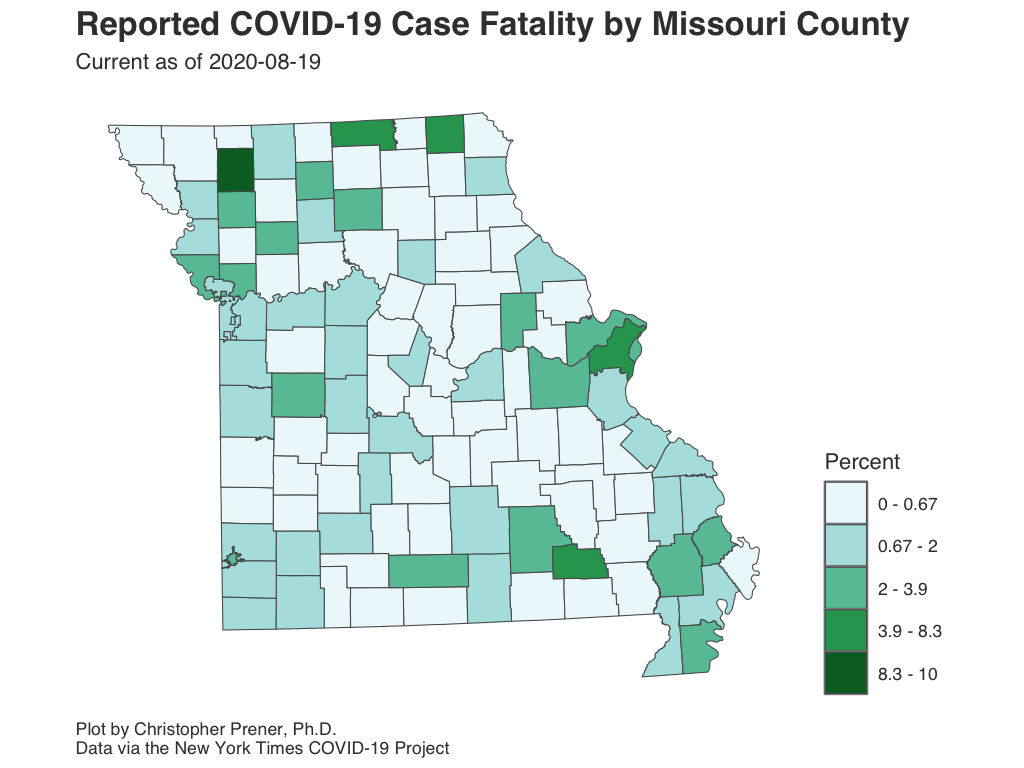 Reported COVID-19 Case Fatality by Missouri County
Current as of 2020-08-19
Percent
0 - 0.67
0.67 - 2
2 - 3.9
3.9 - 8.3
8.3 - 10
Plot by Christopher Prener, Ph.D.
Data via the New York Times COVID-19 Project